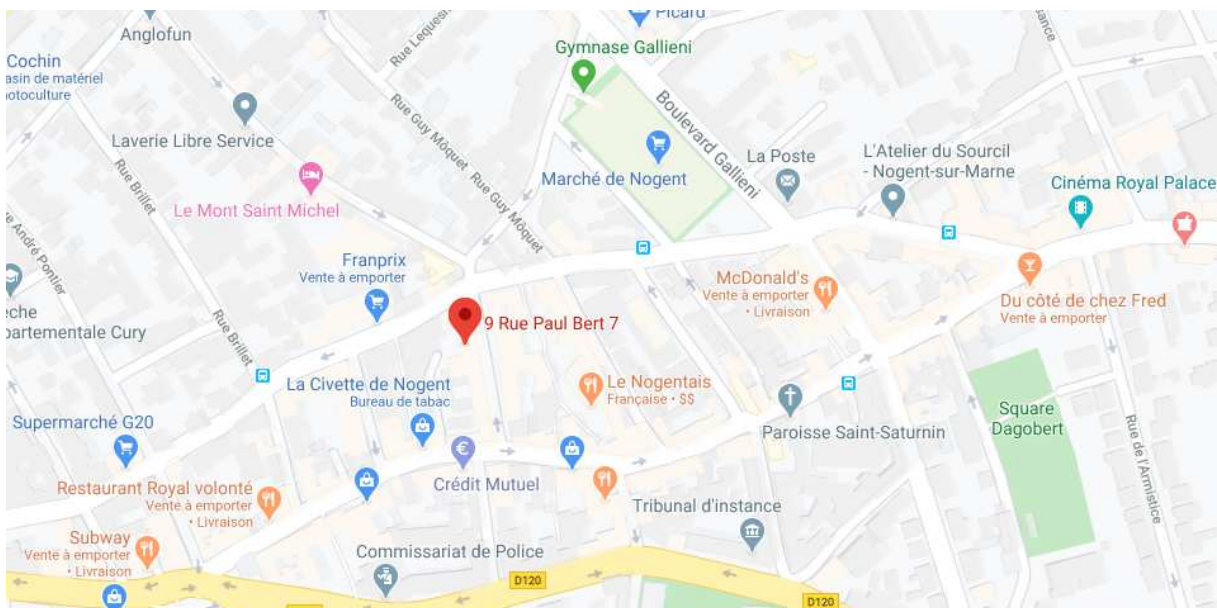 Picard
Anglofun
Rue Lequesne
Gymnase Gallieni
Cochin
asin de matériel
otoculture
Boulevard Gallieni
Laverie Libre Service
Rue Guy Môquet
Rue Guy Môquet
Marché de Nogent
La Poste
L'Atelier du Sourcil
- Nogent-sur-Marne
Cinéma Royal Palace
Rue Brillet
Le Mont Saint Michel
Franprix
Vente à emporter
McDonald's
Vente à emporter
• Livraison
Du côté de chez Fred
Vente à emporter
ue André Pontier
èche
partementale Cury
9 Rue Paul Bert 7
Rue Brillet
La Civette de Nogent
Bureau de tabac
Le Nogentais
Française • $$
Square
Dagobert
Supermarché G20
Paroisse Saint-Saturnin
Rue de l'Armistice
Crédit Mutuel
Restaurant Royal volonté
Vente à emporter
• Livraison
Tribunal d'instance
Subway
Vente à emporter
• Livraison
Commissariat de Police
D120
D120